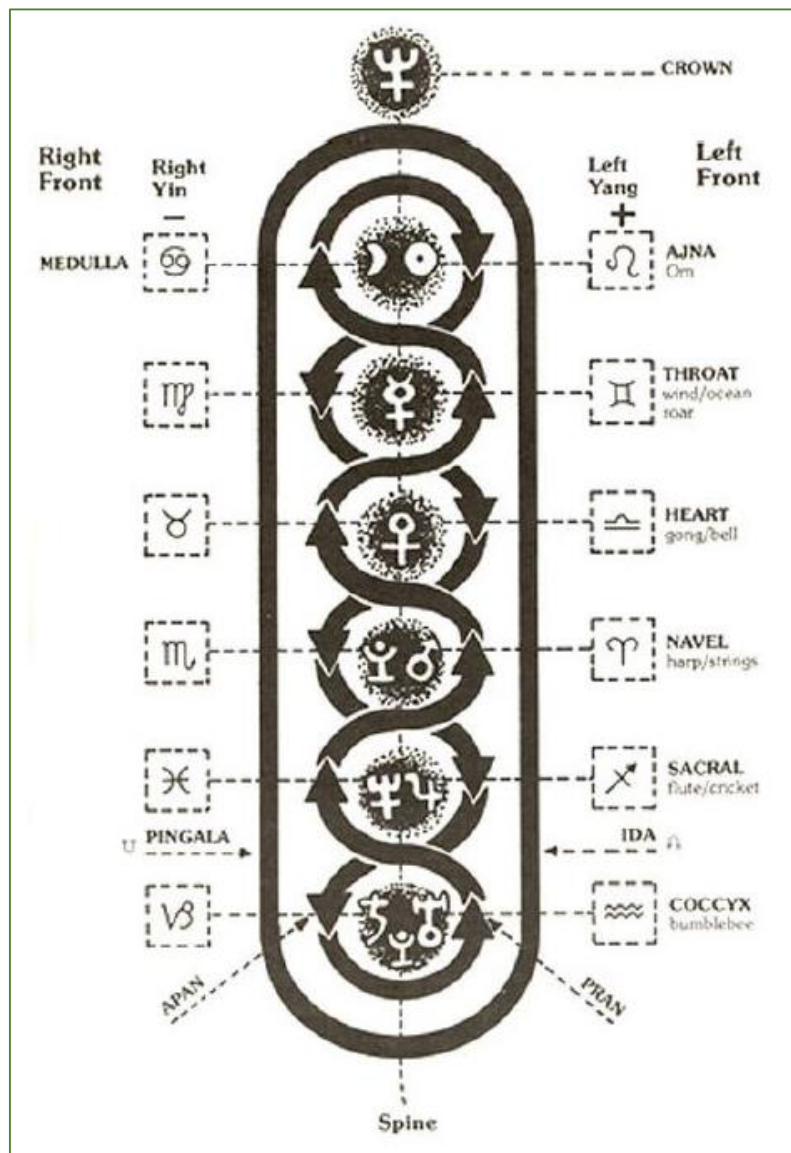 CROWN
Right
Front
Right
Yin
−
Left
Yang
+
Left
Front
MEDULLA
♋
☽ ☉
♌
AJNA
Om
♍
☿
♊
THROAT
wind/ocean
roar
♉
♀
♎
HEART
gong/bell
♏
♂
♈
NAVEL
harp/strings
♓
♆ ♃
♐
SACRAL
flute/cricket
PINGALA
IDA
♑
♄ ♅
♒
COCCYX
bumblebee
APAN
PRAN
Spine